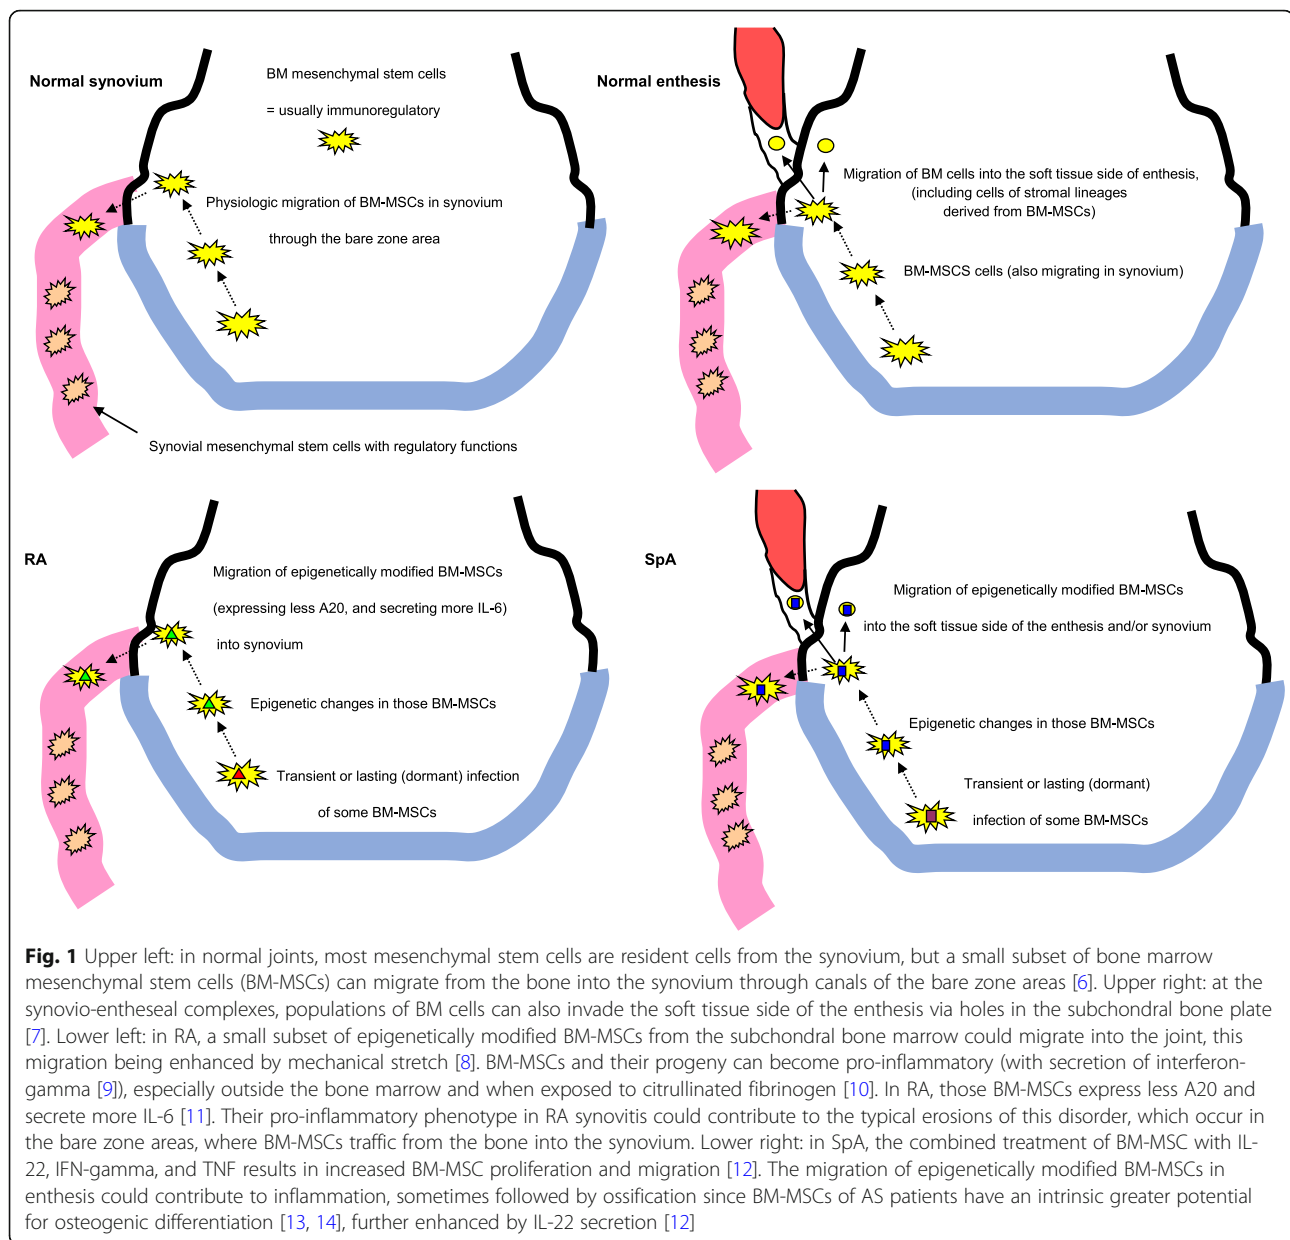 Normal synovium
BM mesenchymal stem cells
= usually immunoregulatory
Physiologic migration of BM-MSCs in synovium
through the bare zone area
Synovial mesenchymal stem cells with regulatory functions
Normal enthesis
Migration of BM cells into the soft tissue side of enthesis,
(including cells of stromal lineages
derived from BM-MSCs)
BM-MSCS cells (also migrating in synovium)
RA
Migration of epigenetically modified BM-MSCs
(expressing less A20, and secreting more IL-6)
into synovium
Epigenetic changes in those BM-MSCs
Transient or lasting (dormant) infection
of some BM-MSCs
SpA
Migration of epigenetically modified BM-MSCs
into the soft tissue side of the enthesis and/or synovium
Epigenetic changes in those BM-MSCs
Transient or lasting (dormant)
infection of some BM-MSCs
Fig. 1 Upper left: in normal joints, most mesenchymal stem cells are resident cells from the synovium, but a small subset of bone marrow
mesenchymal stem cells (BM-MSCs) can migrate from the bone into the synovium through canals of the bare zone areas [6]. Upper right: at the
synovio-entheseal complexes, populations of BM cells can also invade the soft tissue side of the enthesis via holes in the subchondral bone plate
[7]. Lower left: in RA, a small subset of epigenetically modified BM-MSCs from the subchondral bone marrow could migrate into the joint, this
migration being enhanced by mechanical stretch [8]. BM-MSCs and their progeny can become pro-inflammatory (with secretion of interferon-
gamma [9]), especially outside the bone marrow and when exposed to citrullinated fibrinogen [10]. In RA, those BM-MSCs express less A20 and
secrete more IL-6 [11]. Their pro-inflammatory phenotype in RA synovitis could contribute to the typical erosions of this disorder, which occur in
the bare zone areas, where BM-MSCs traffic from the bone into the synovium. Lower right: in SpA, the combined treatment of BM-MSC with IL-
22, IFN-gamma, and TNF results in increased BM-MSC proliferation and migration [12]. The migration of epigenetically modified BM-MSCs in
enthesis could contribute to inflammation, sometimes followed by ossification since BM-MSCs of AS patients have an intrinsic greater potential
for osteogenic differentiation [13, 14], further enhanced by IL-22 secretion [12]